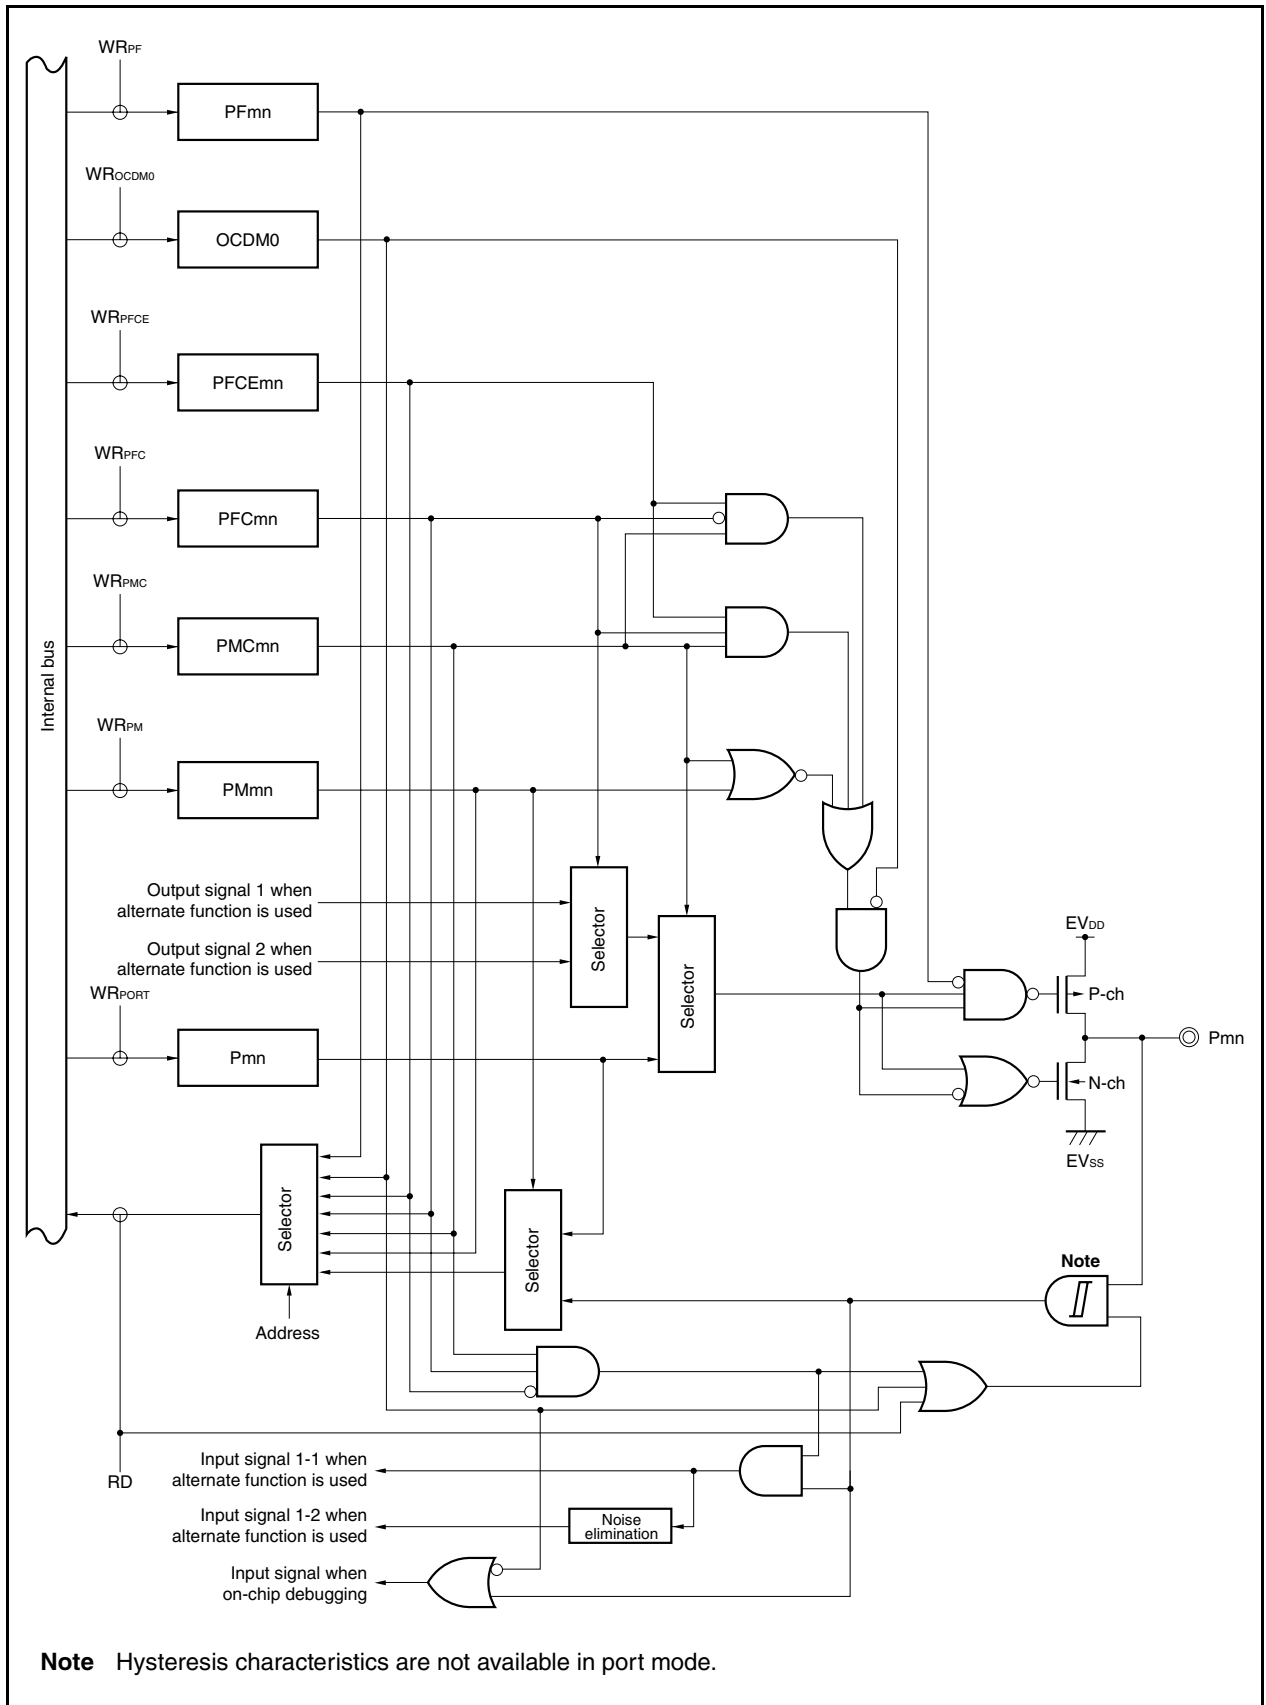 WRPF
PFmn
WROCDM0
OCDM0
WRPFCE
PFCEmn
WRPFC
PFCmn
WRPMC
PMCmn
Internal bus
WRPM
PMmn
Output signal 1 when
alternate function is used
Output signal 2 when
alternate function is used
Selector
Selector
EVDD
P-ch
WRPORT
Pmn
Pmn
N-ch
EVSS
Selector
Selector
Note
Address
RD
Input signal 1-1 when
alternate function is used
Input signal 1-2 when
alternate function is used
Noise
elimination
Input signal when
on-chip debugging
Note Hysteresis characteristics are not available in port mode.